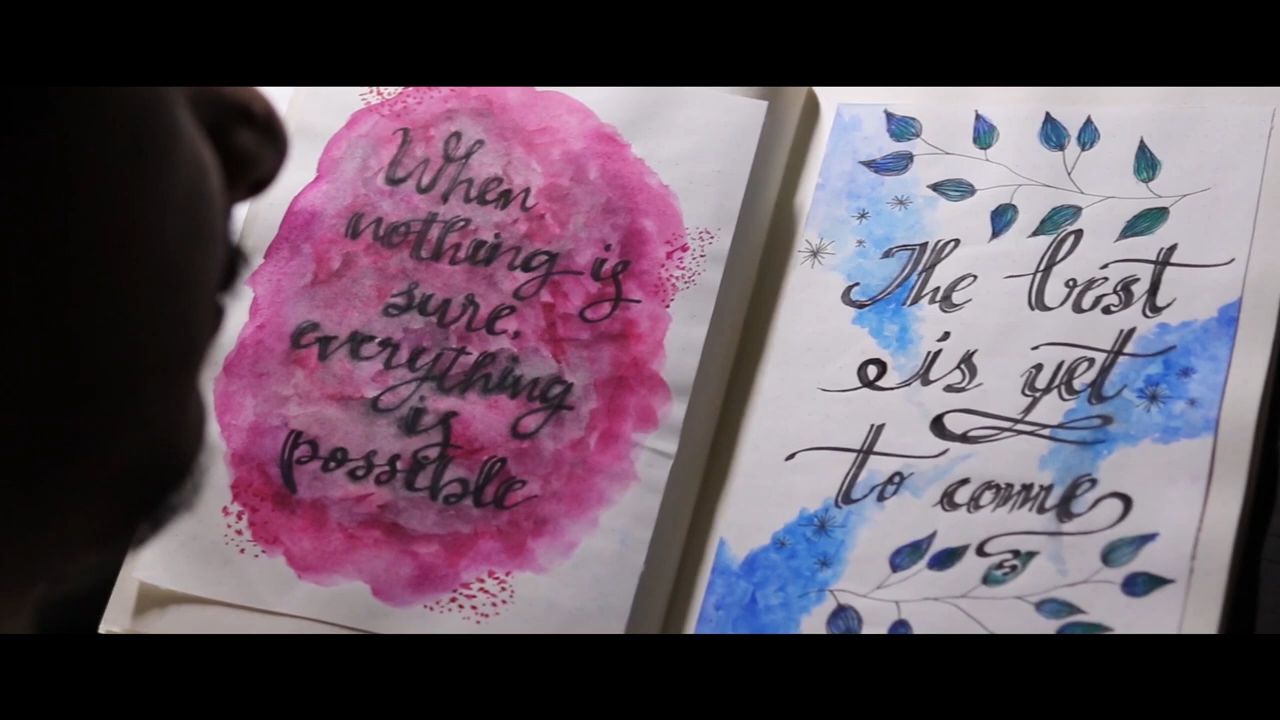 When
nothing is
sure,
everything
is
possible
The best
is yet
to come